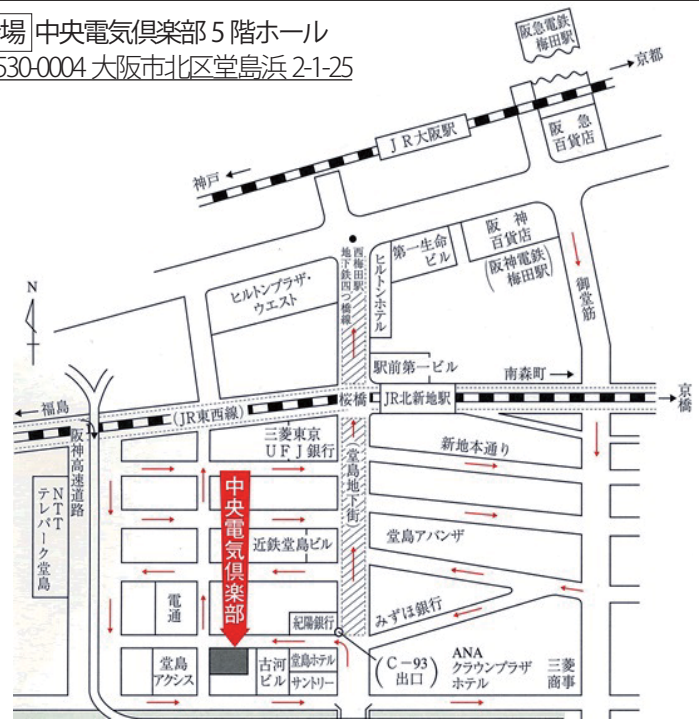 場 中央電気倶楽部 5 階ホール
530-0004 大阪市北区堂島浜 2-1-25
阪急電鉄
梅田駅
京都
JR大阪駅
阪急
百貨店
神戸
阪神
百貨店
(阪神電鉄
梅田駅)
第一生命
ビル
ヒルトンホテル
西梅田駅
地下鉄四つ橋線
ヒルトンプラザ・
ウエスト
御堂筋
N
駅前第一ビル
南森町
京橋
福島
(JR東西線)
桜橋
JR北新地駅
阪神高速道路
三菱東京
UFJ銀行
新地本通り
堂島地下街
NTT
テレパーク堂島
中央電気倶楽部
近鉄堂島ビル
堂島アバンザ
電通
紀陽銀行
みずほ銀行
堂島
アクシス
古河
ビル
堂島ホテル
サントリー
(C-93
出口)
ANA
クラウンプラザ
ホテル
三菱
商事